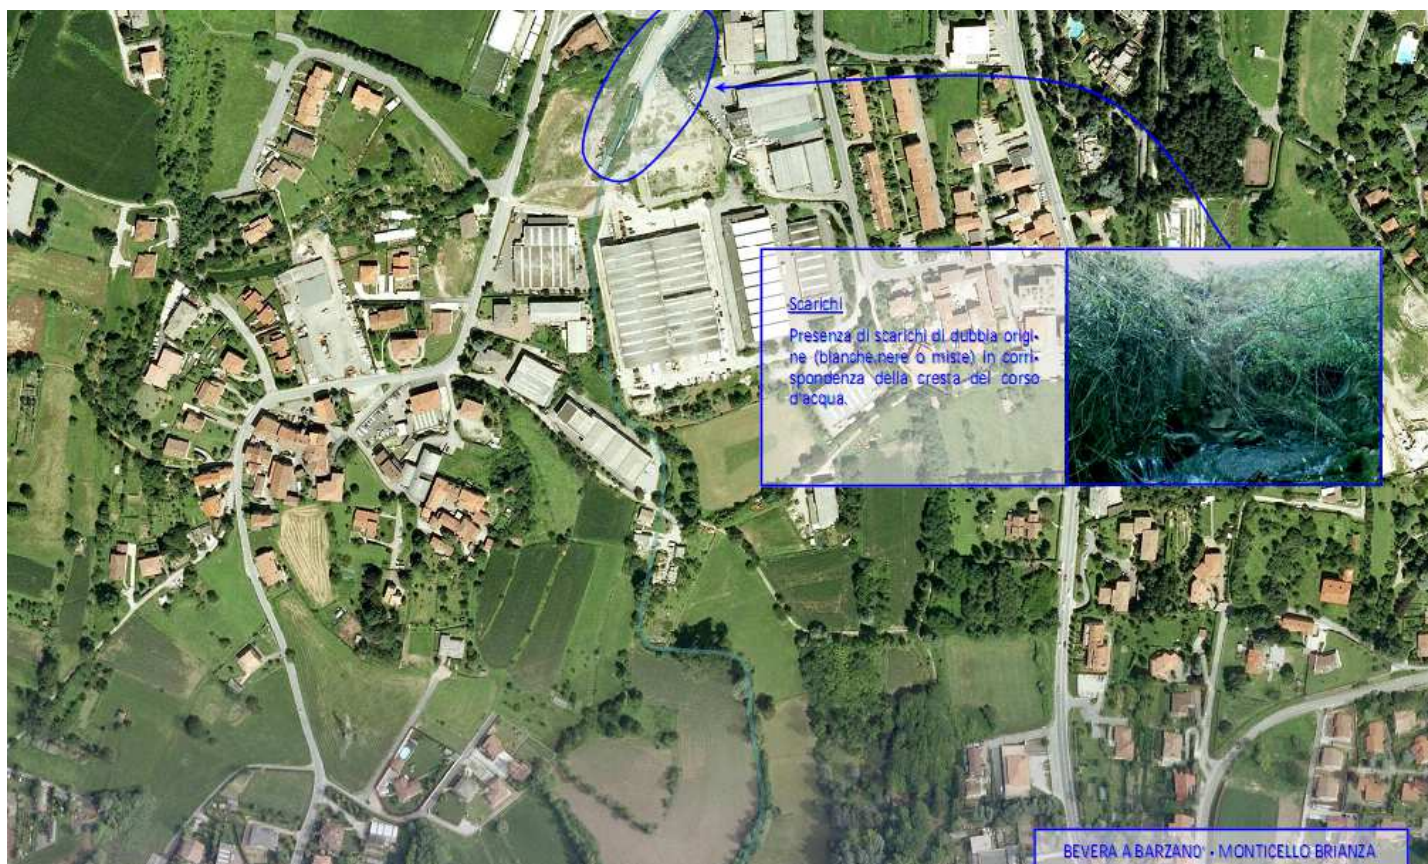 Scarichi
Presenza di scarichi di dubbia origi-
ne (bianche,nere o miste) in corri-
spondenza della cresta del corso
d'acqua.
BEVERA A BARZANO' - MONTICELLO BRIANZA